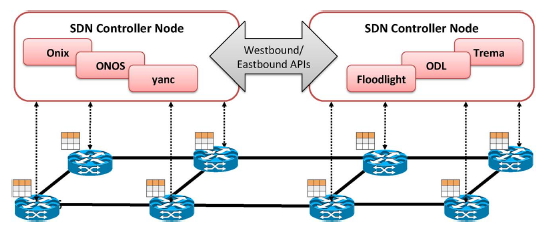 SDN Controller Node
Onix
ONOS
yanc
Westbound/
Eastbound APIs
SDN Controller Node
Trema
ODL
Floodlight